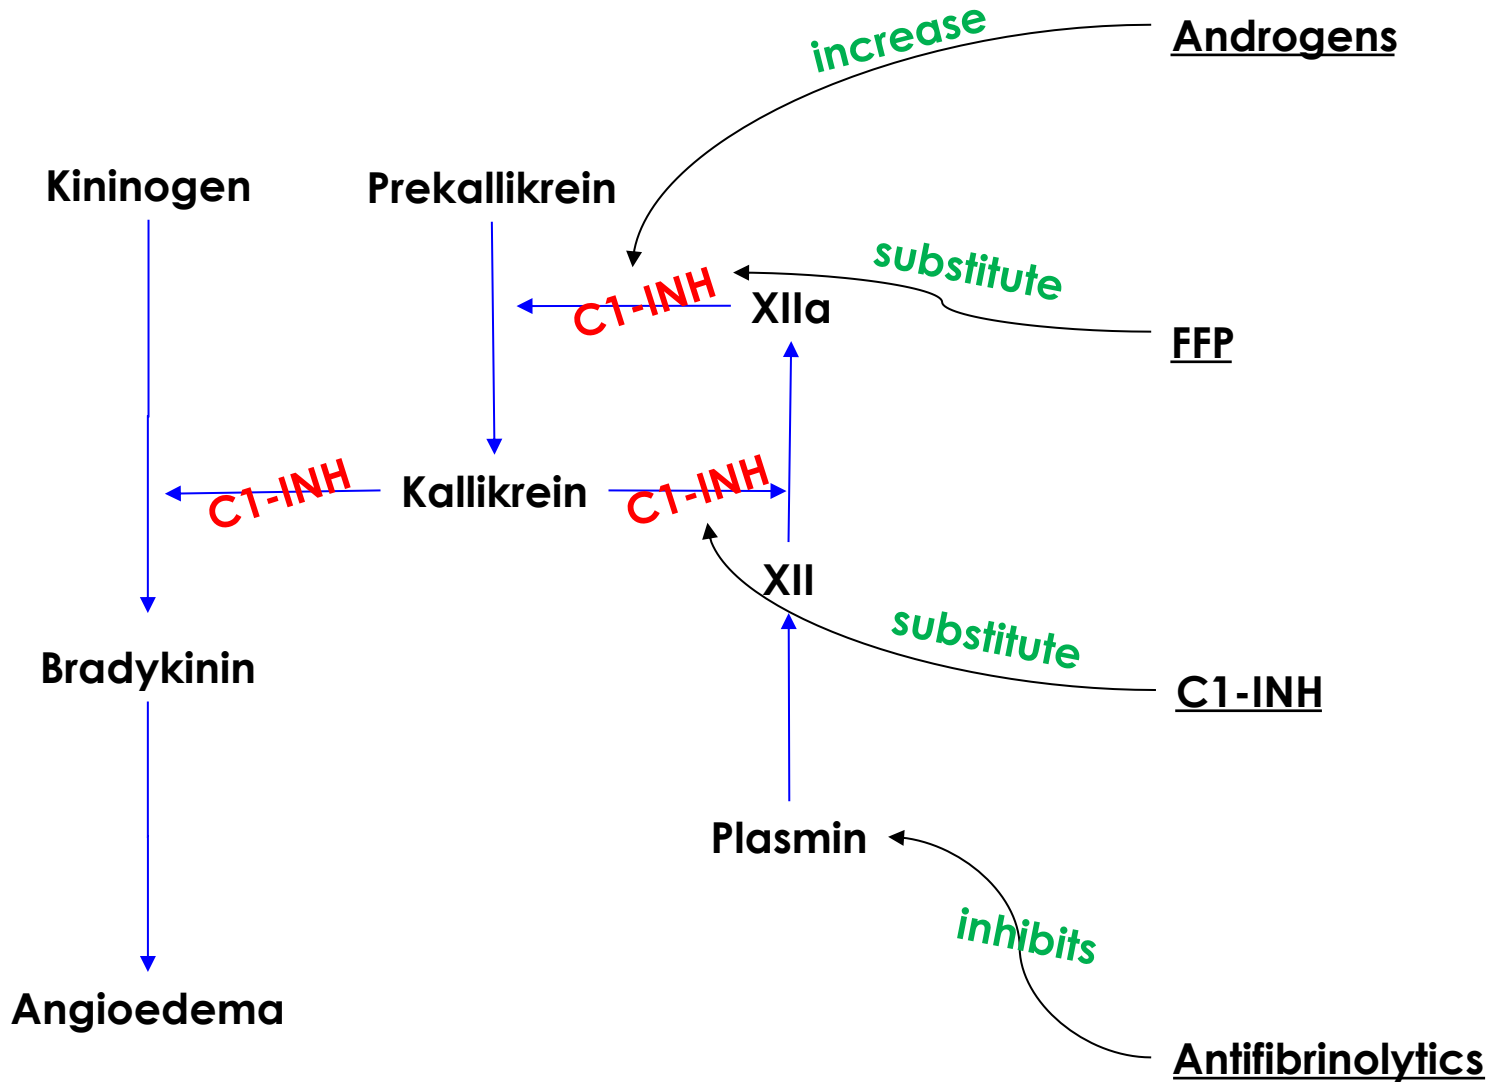 increase
Androgens
Kininogen
Prekallikrein
substitute
C1-INH
XIIa
FFP
C1-INH
Kallikrein
C1-INH
XII
substitute
Bradykinin
C1-INH
Plasmin
inhibits
Angioedema
Antifibrinolytics